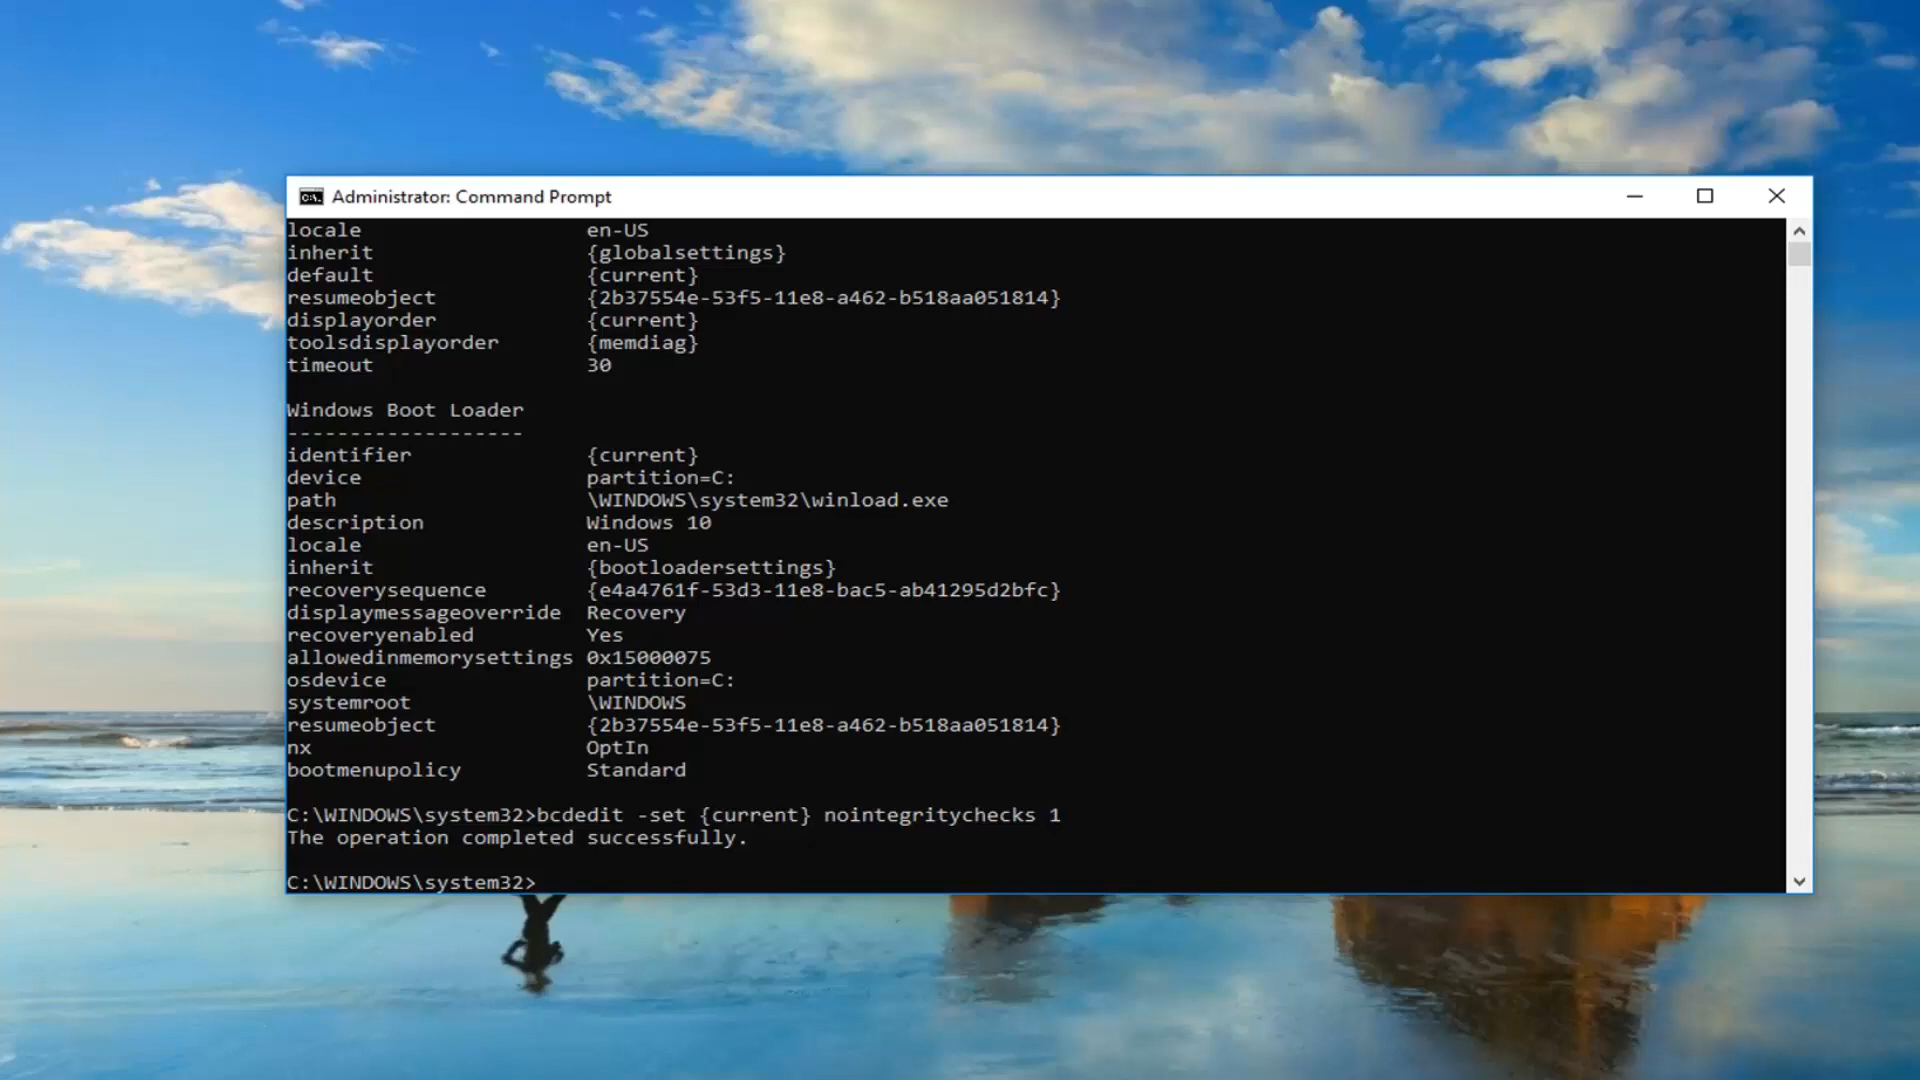 Administrator: Command Prompt
locale en-US
inherit {globalsettings}
default {current}
resumeobject {2b37554e-53f5-11e8-a462-b518aa051814}
displayorder {current}
toolsdisplayorder {memdiag}
timeout 30
Windows Boot Loader
-------------------
identifier {current}
device partition=C:
path \WINDOWS\system32\winload.exe
description Windows 10
locale en-US
inherit {bootloadersettings}
recoverysequence {e4a4761f-53d3-11e8-bac5-ab41295d2bfc}
displaymessageoverride Recovery
recoveryenabled Yes
allowedinmemorysettings 0x15000075
osdevice partition=C:
systemroot \WINDOWS
resumeobject {2b37554e-53f5-11e8-a462-b518aa051814}
nx OptIn
bootmenupolicy Standard
C:\WINDOWS\system32>bcdedit -set {current} nointegritychecks 1
The operation completed successfully.
C:\WINDOWS\system32>